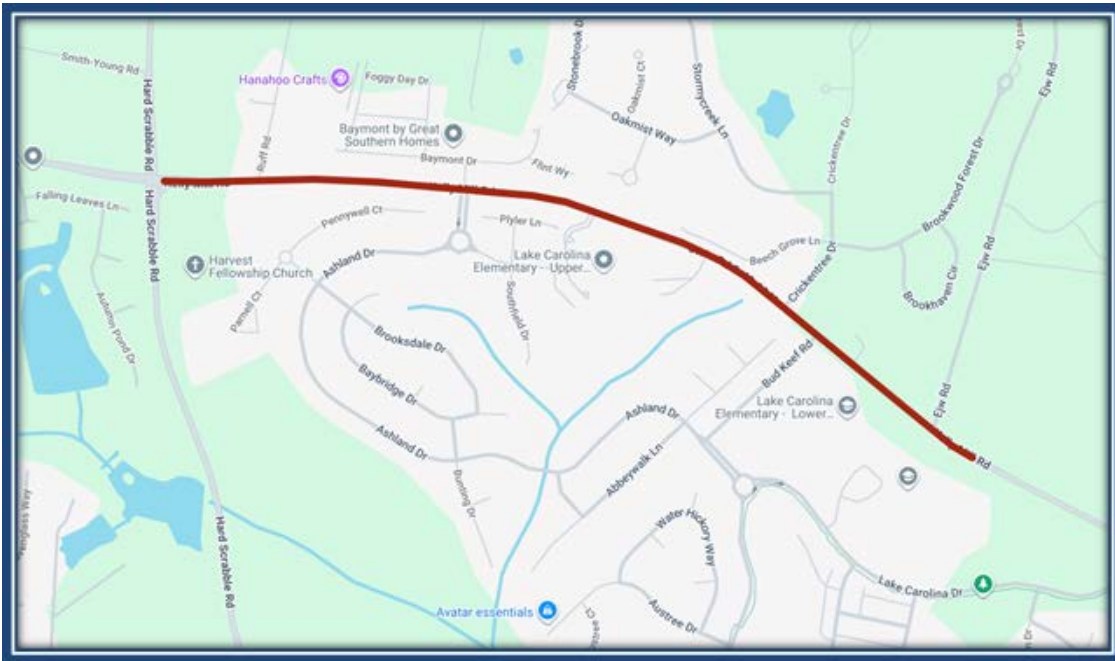 Smith-Young Rd
Hard Scrabble Rd
Hanahoo Crafts
Foggy Day Dr
Ruff Rd
Baymont by Great
Southern Homes
Baymont Dr
Flint Wy
Oakmist Ct
Oakmist Way
Stormycreek Ln
Crickentree Dr
Brookwood Forest Dr
Ejw Rd
Falling Leaves Ln
Hard Scrabble Rd
Pennywell Ct
Plyler Ln
Harvest
Fellowship Church
Ashland Dr
Lake Carolina
Elementary - Upper...
Beech Grove Ln
Crickentree Dr
Brookhaven Cir
Ejw Rd
Autumn Pond Dr
Parnell Ct
Southfield Dr
Brooksdale Dr
Bud Keef Rd
Baybridge Dr
Ashland Dr
Lake Carolina
Elementary - Lower...
Ejw Rd
Ashland Dr
Abbeywalk Ln
Rd
Bunting Dr
Hard Scrabble Rd
Water Hickory Way
Lake Carolina Dr
Avatar essentials
Austree Dr